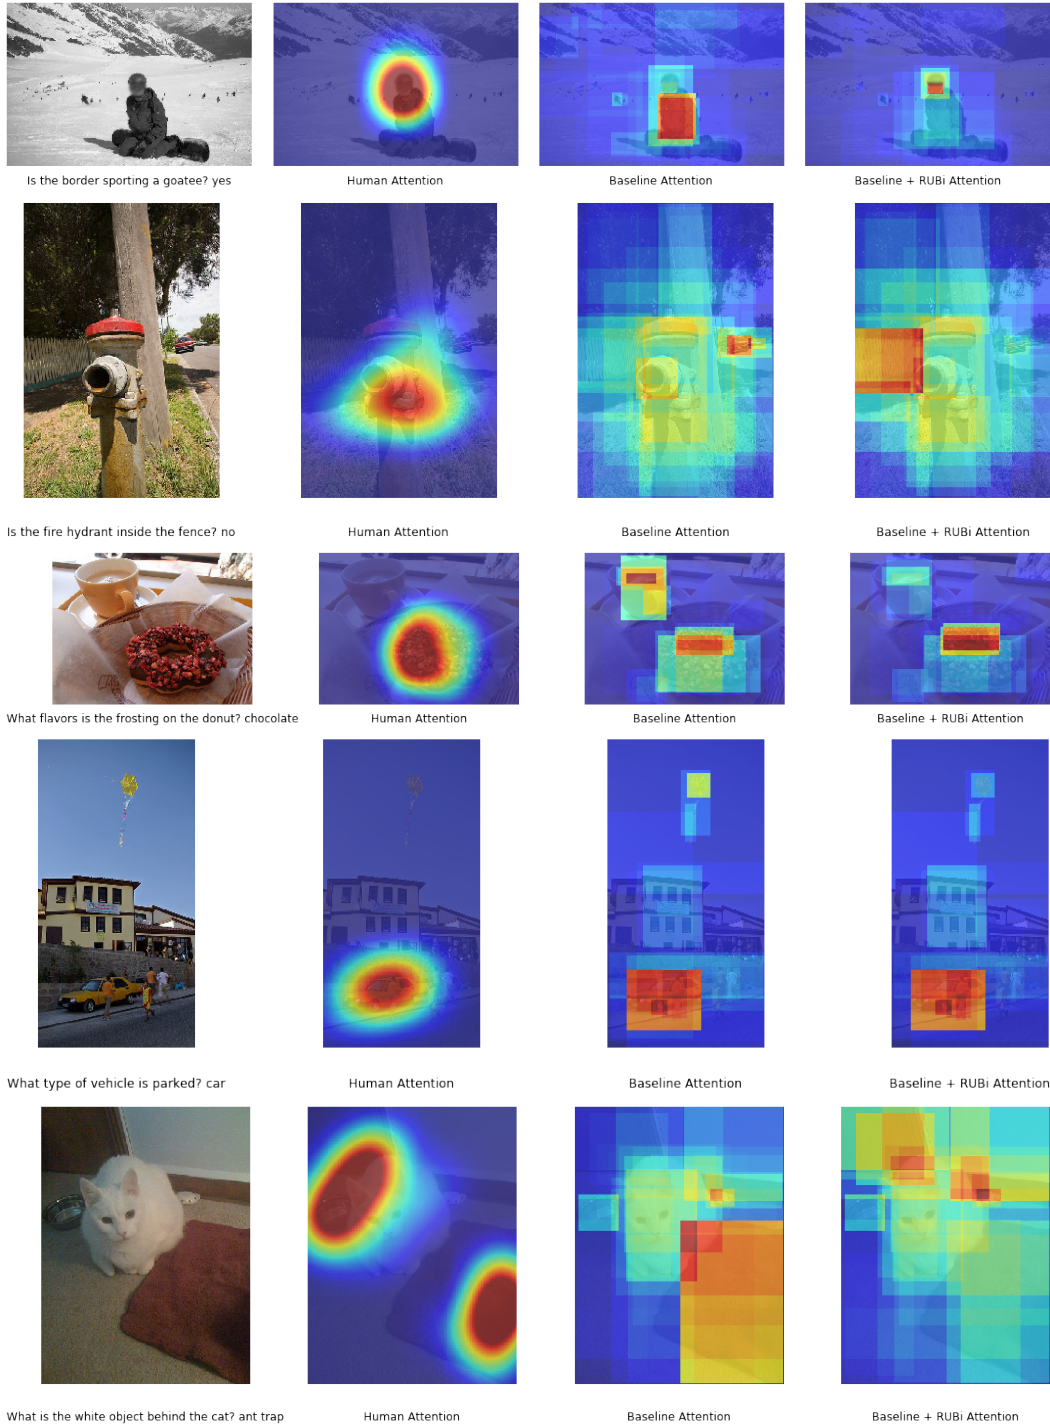 Is the border sporting a goatee? yes
Human Attention
Baseline Attention
Baseline + RUBi Attention
Is the fire hydrant inside the fence? no
Human Attention
Baseline Attention
Baseline + RUBi Attention
What flavors is the frosting on the donut? chocolate
Human Attention
Baseline Attention
Baseline + RUBi Attention
What type of vehicle is parked? car
Human Attention
Baseline Attention
Baseline + RUBi Attention
What is the white object behind the cat? ant trap
Human Attention
Baseline Attention
Baseline + RUBi Attention